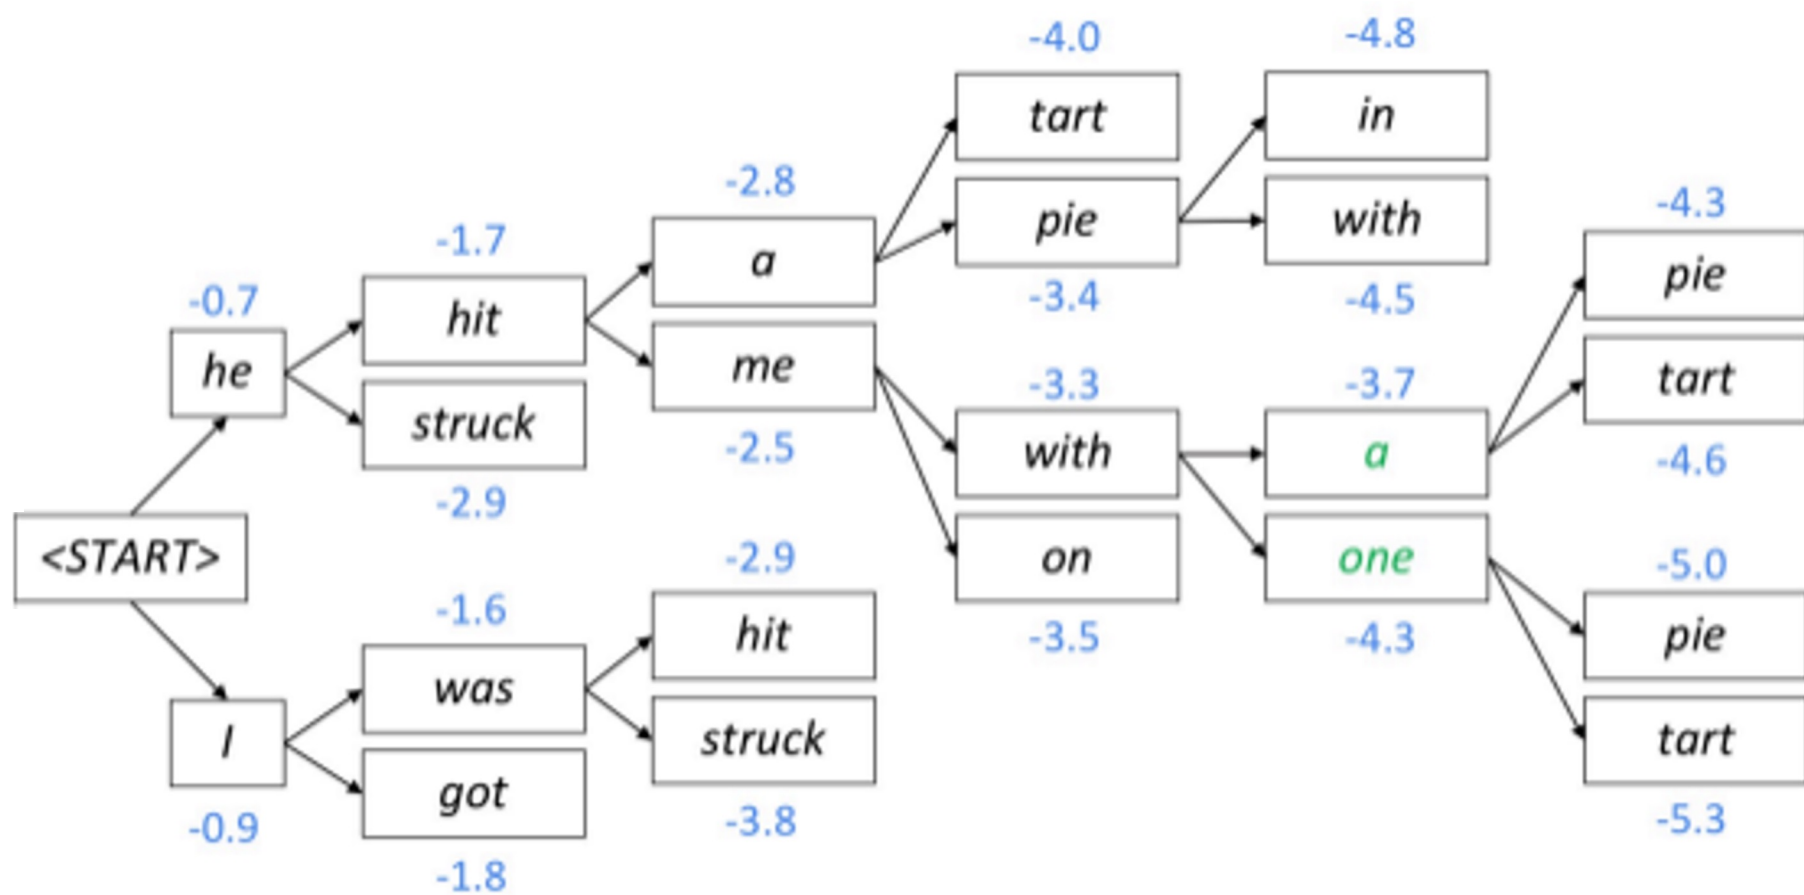 -4.0
-4.8
tart
in
-2.8
-4.3
pie
with
-1.7
a
pie
-0.7
hit
-3.4
-4.5
he
me
-3.3
-3.7
tart
struck
-2.5
with
a
-4.6
-2.9
<START>
-2.9
on
one
-5.0
-1.6
hit
-3.5
-4.3
pie
was
I
struck
tart
got
-0.9
-3.8
-5.3
-1.8